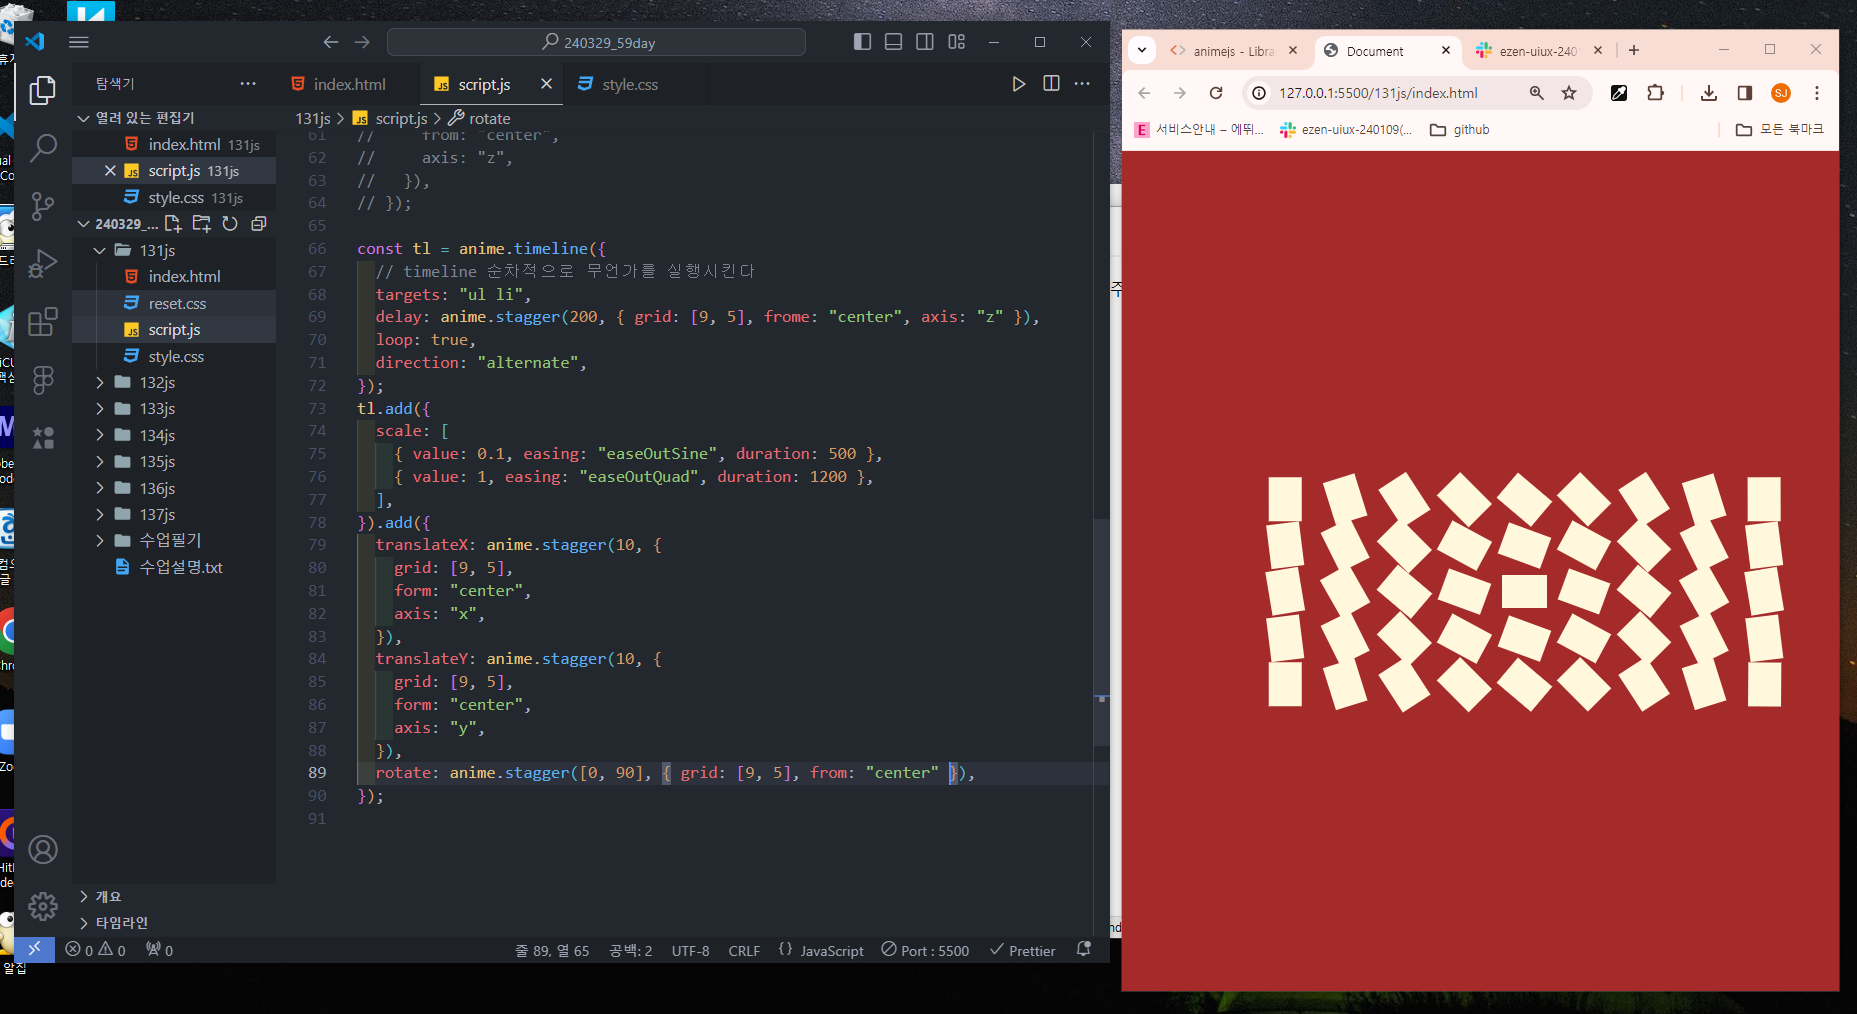 240329_59day
탐색기
index.html
script.js
style.css
열려 있는 편집기
index.html 131js
script.js 131js
style.css 131js
240329_...
131js
index.html
reset.css
script.js
style.css
132js
133js
134js
135js
136js
137js
수업필기
수업설명.txt
개요
타임라인
131js > script.js > rotate
61 //     from: "center",
62 //     axis: "z",
63 //   }),
64 // });
65
66 const tl = anime.timeline({
67   // timeline 순차적으로 무언가를 실행시킨다
68   targets: "ul li",
69   delay: anime.stagger(200, { grid: [9, 5], frome: "center", axis: "z" }),
70   loop: true,
71   direction: "alternate",
72 });
73 tl.add({
74   scale: [
75     { value: 0.1, easing: "easeOutSine", duration: 500 },
76     { value: 1, easing: "easeOutQuad", duration: 1200 },
77   ],
78 }).add({
79   translateX: anime.stagger(10, {
80     grid: [9, 5],
81     form: "center",
82     axis: "x",
83   }),
84   translateY: anime.stagger(10, {
85     grid: [9, 5],
86     form: "center",
87     axis: "y",
88   }),
89   rotate: anime.stagger([0, 90], { grid: [9, 5], from: "center" }),
90 });
91
0 0 0
줄 89, 열 65
공백: 2
UTF-8
CRLF
{} JavaScript
Port : 5500
Prettier
animejs - Libra
Document
ezen-uiux-240
127.0.0.1:5500/131js/index.html
SJ
서비스안내 – 에뛰...
ezen-uiux-240109(...
github
모든 북마크
알집